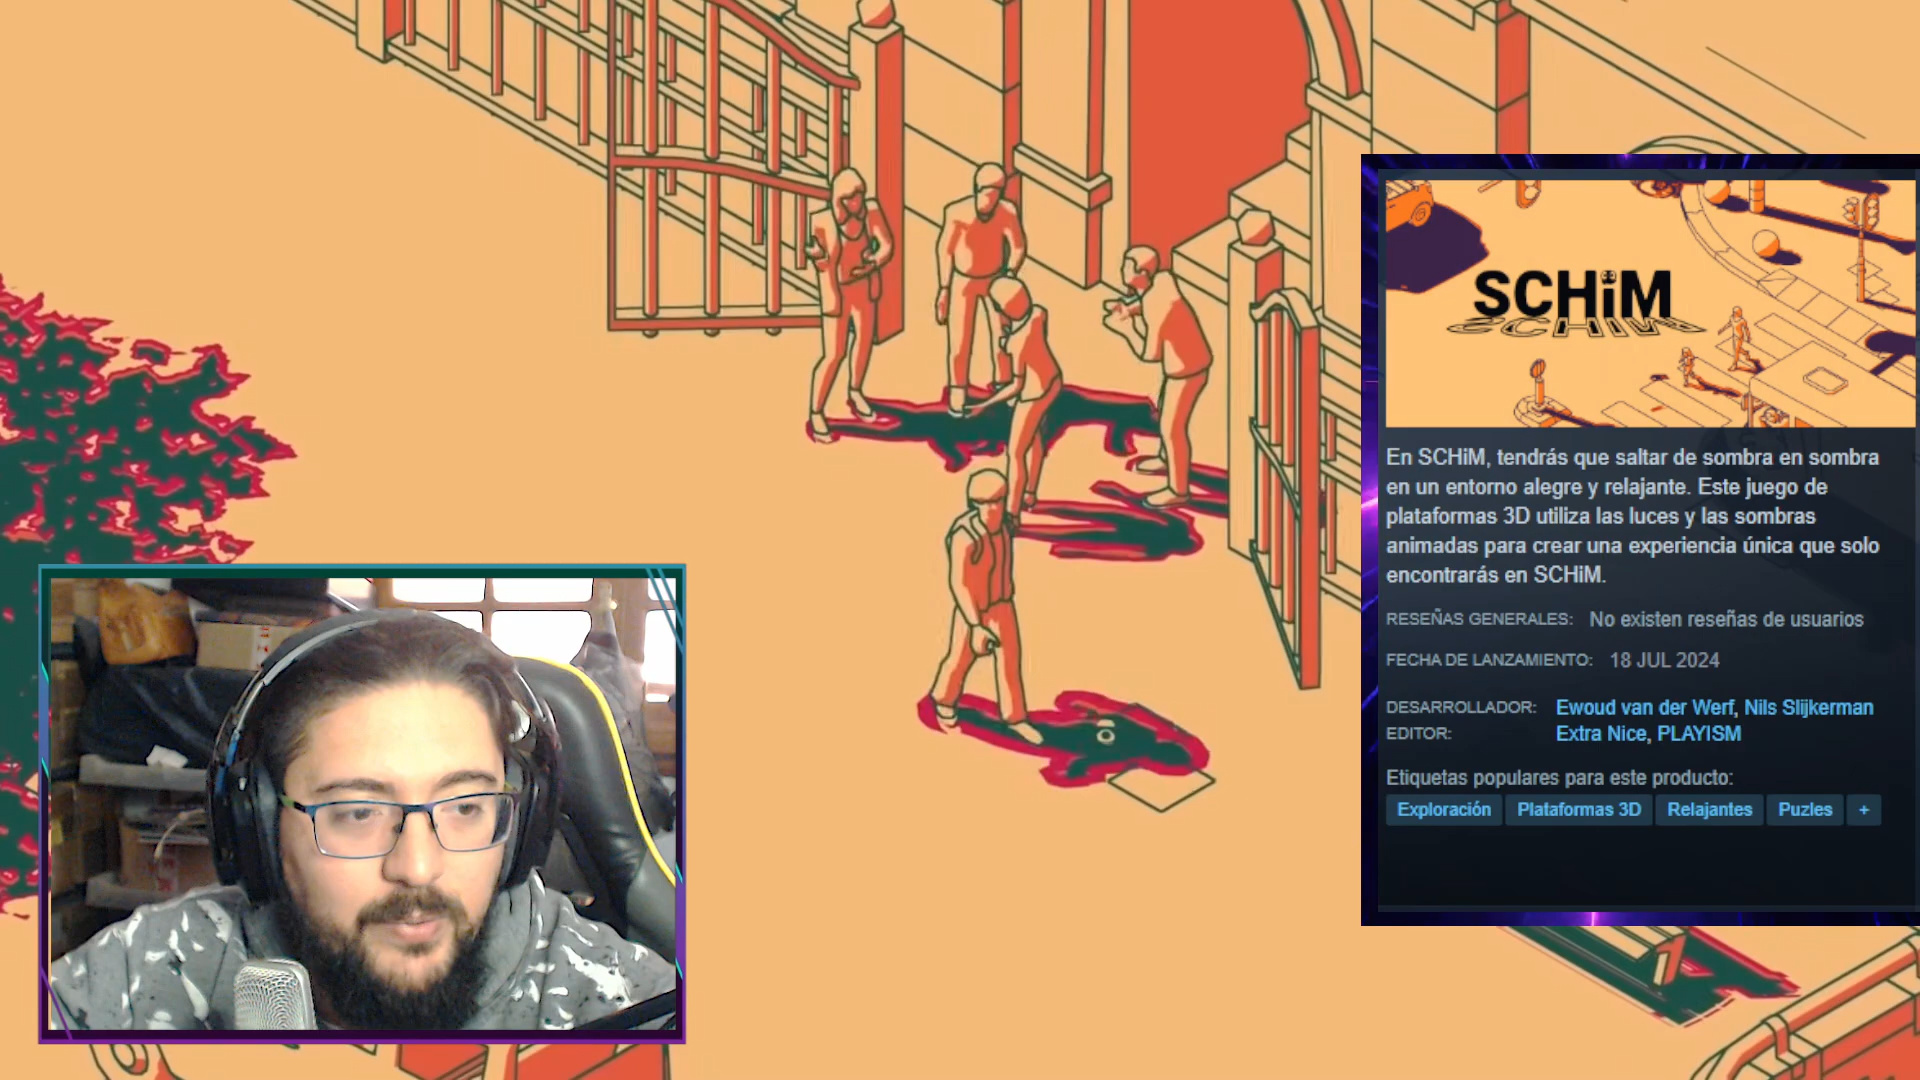 SCHiM
En SCHiM, tendrás que saltar de sombra en sombra
en un entorno alegre y relajante. Este juego de
plataformas 3D utiliza las luces y las sombras
animadas para crear una experiencia única que solo
encontrarás en SCHiM.
RESEÑAS GENERALES: No existen reseñas de usuarios
FECHA DE LANZAMIENTO: 18 JUL 2024
DESARROLLADOR: Ewoud van der Werf, Nils Slijkerman
EDITOR: Extra Nice, PLAYISM
Etiquetas populares para este producto:
Exploración Plataformas 3D Relajantes Puzles +